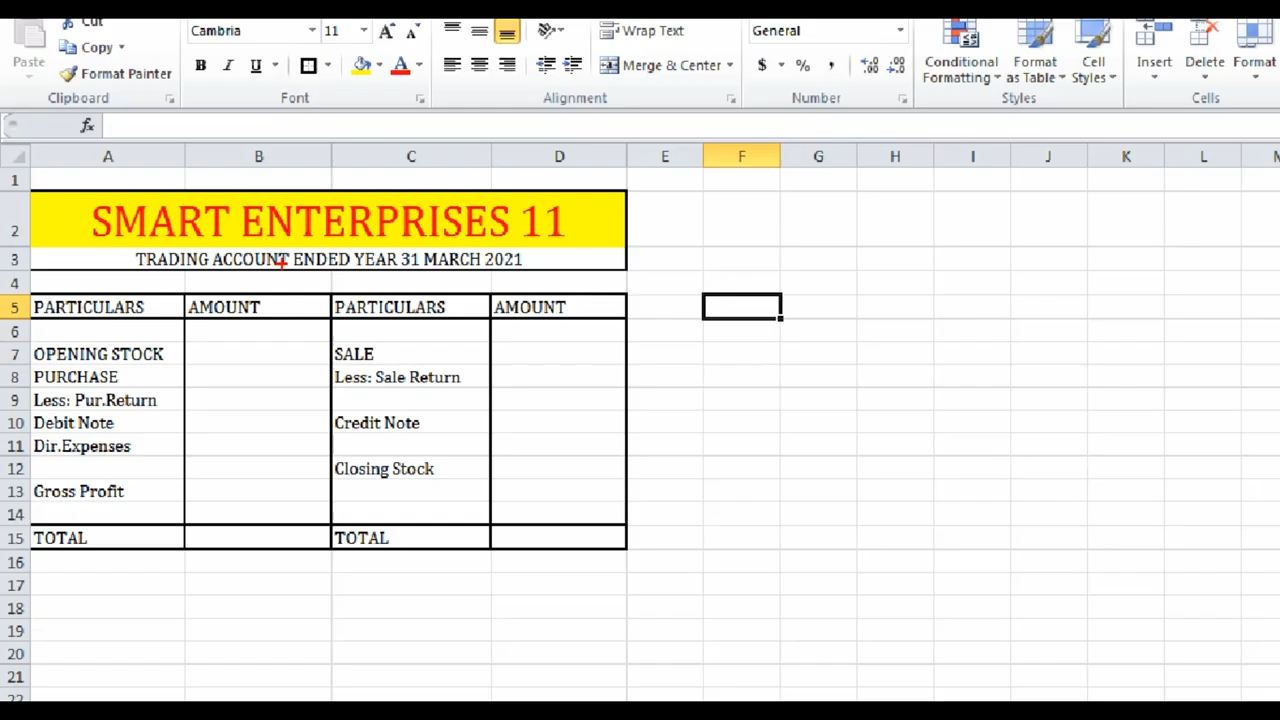 Cut
Cambria 11 A A Wrap Text General
Paste Copy
Format Painter B I U A Merge & Center $ % , Conditional Formatting Format as Table Cell Styles Insert Delete Format
Clipboard Font Alignment Number Styles Cells
fx
A B C D E F G H I J K L M
1
2 SMART ENTERPRISES 11
3 TRADING ACCOUNT ENDED YEAR 31 MARCH 2021
4
5 PARTICULARS AMOUNT PARTICULARS AMOUNT
6
7 OPENING STOCK SALE
8 PURCHASE Less: Sale Return
9 Less: Pur.Return
10 Debit Note Credit Note
11 Dir.Expenses
12 Closing Stock
13 Gross Profit
14
15 TOTAL TOTAL
16
17
18
19
20
21
22